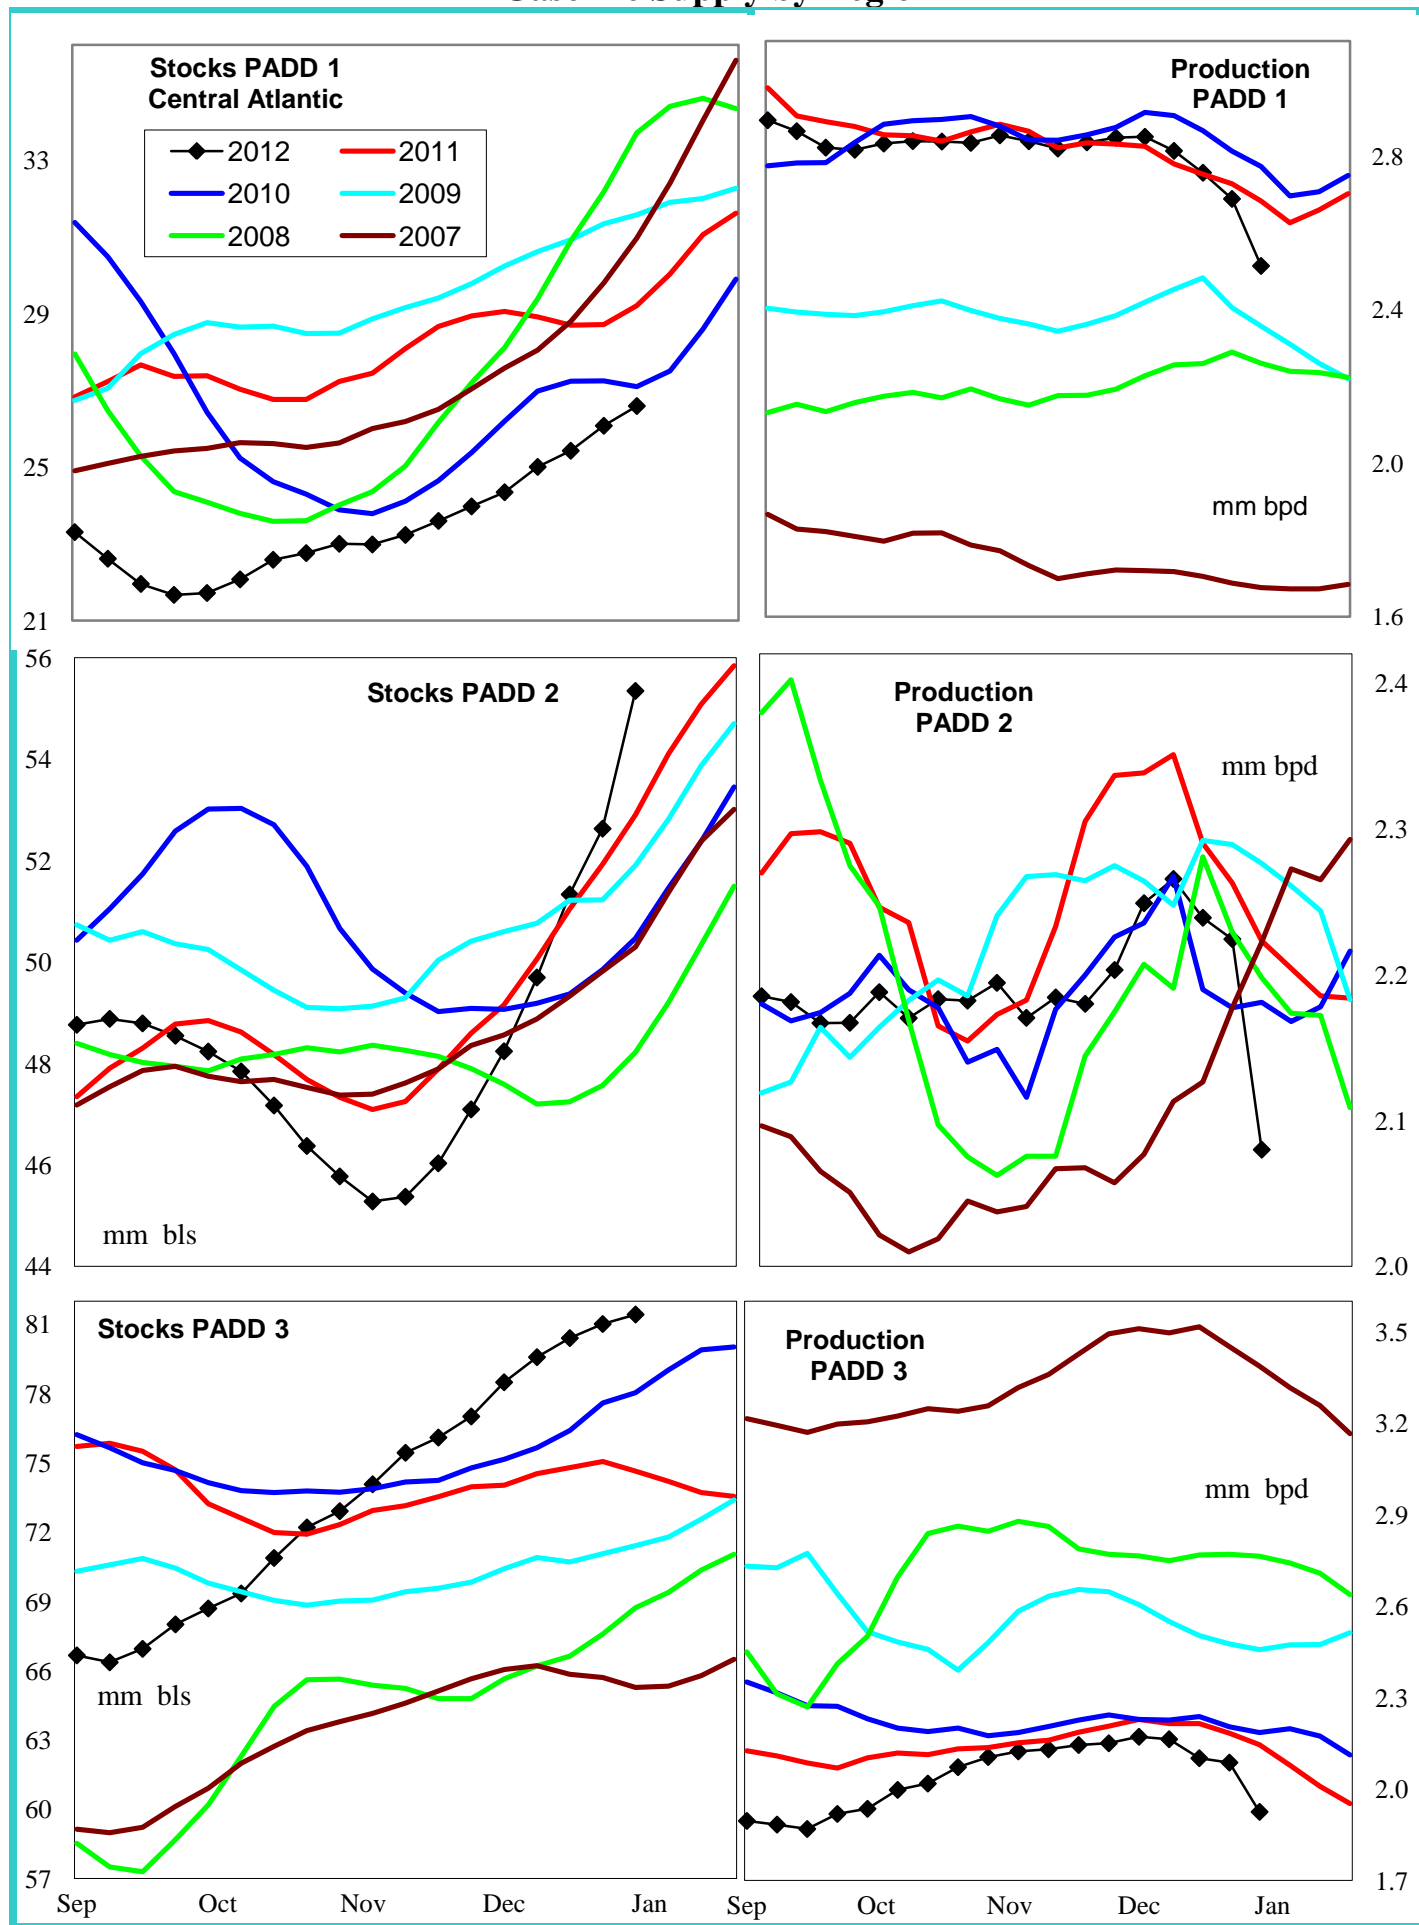 Stocks PADD 1
Central Atlantic
2012
2011
2010
2009
2008
2007
33
29
25
21
Production
PADD 1
mm bpd
2.8
2.4
2.0
1.6
Stocks PADD 2
mm bls
56
54
52
50
48
46
44
Production
PADD 2
mm bpd
2.4
2.3
2.2
2.1
2.0
Stocks PADD 3
mm bls
81
78
75
72
69
66
63
60
57
Sep Oct Nov Dec Jan
Production
PADD 3
mm bpd
3.5
3.2
2.9
2.6
2.3
2.0
1.7
Sep Oct Nov Dec Jan